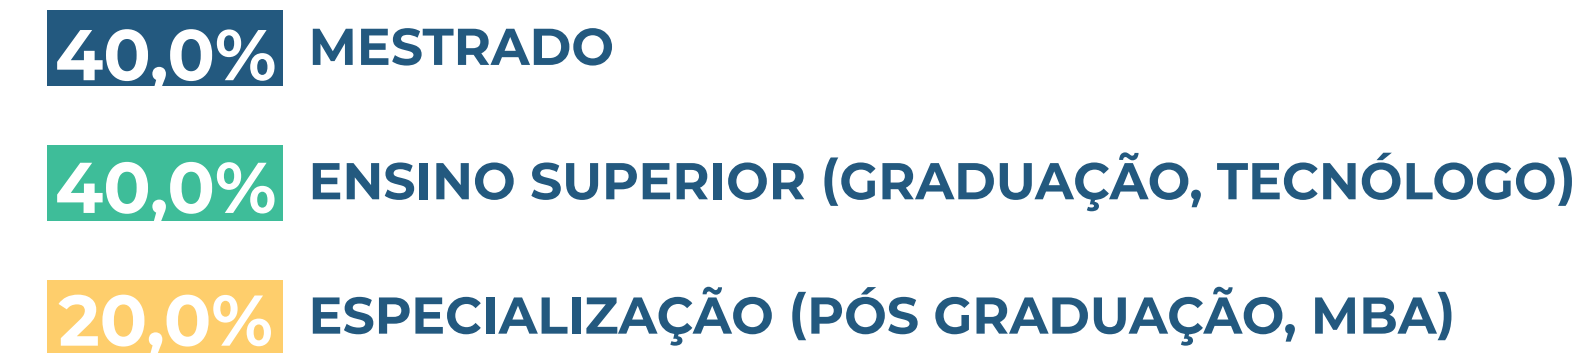 40,0% MESTRADO
40,0% ENSINO SUPERIOR (GRADUAÇÃO, TECNÓLOGO)
20,0% ESPECIALIZAÇÃO (PÓS GRADUAÇÃO, MBA)